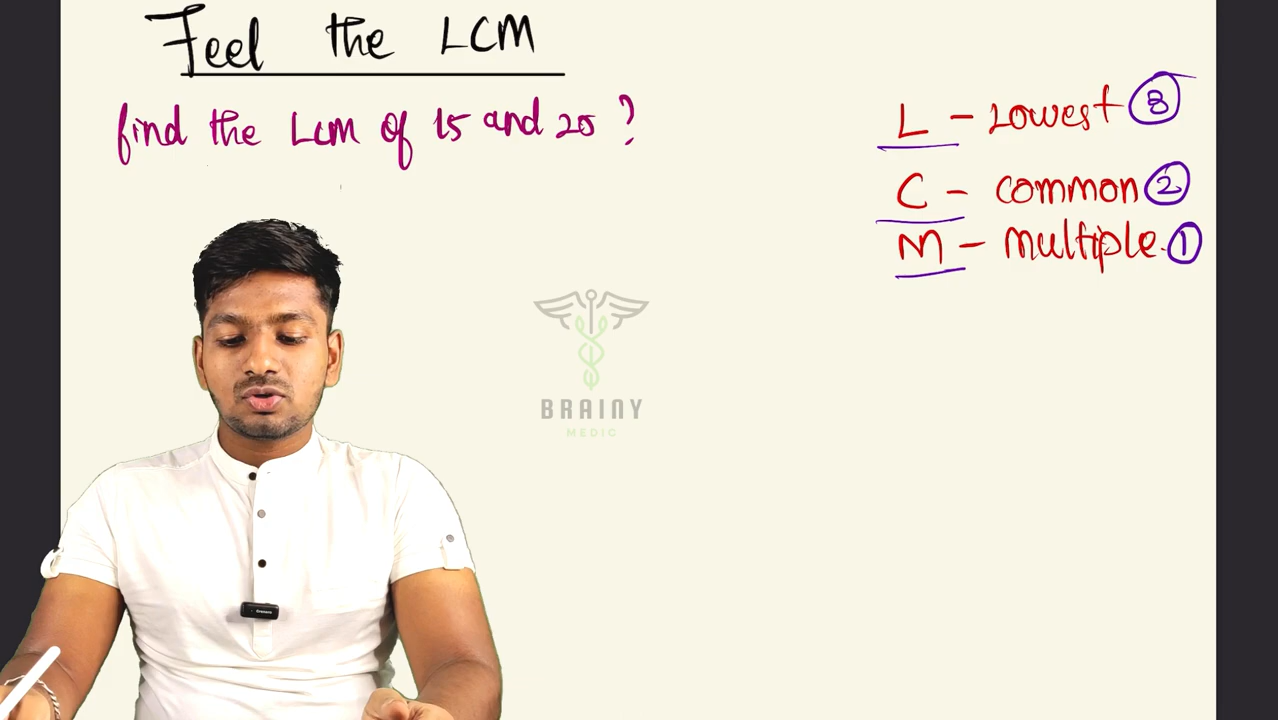 Feel the LCM
find the LCM of 15 and 20 ?
L - Lowest 3
C - common 2
M - multiple. 1
BRAINY
MEDIC